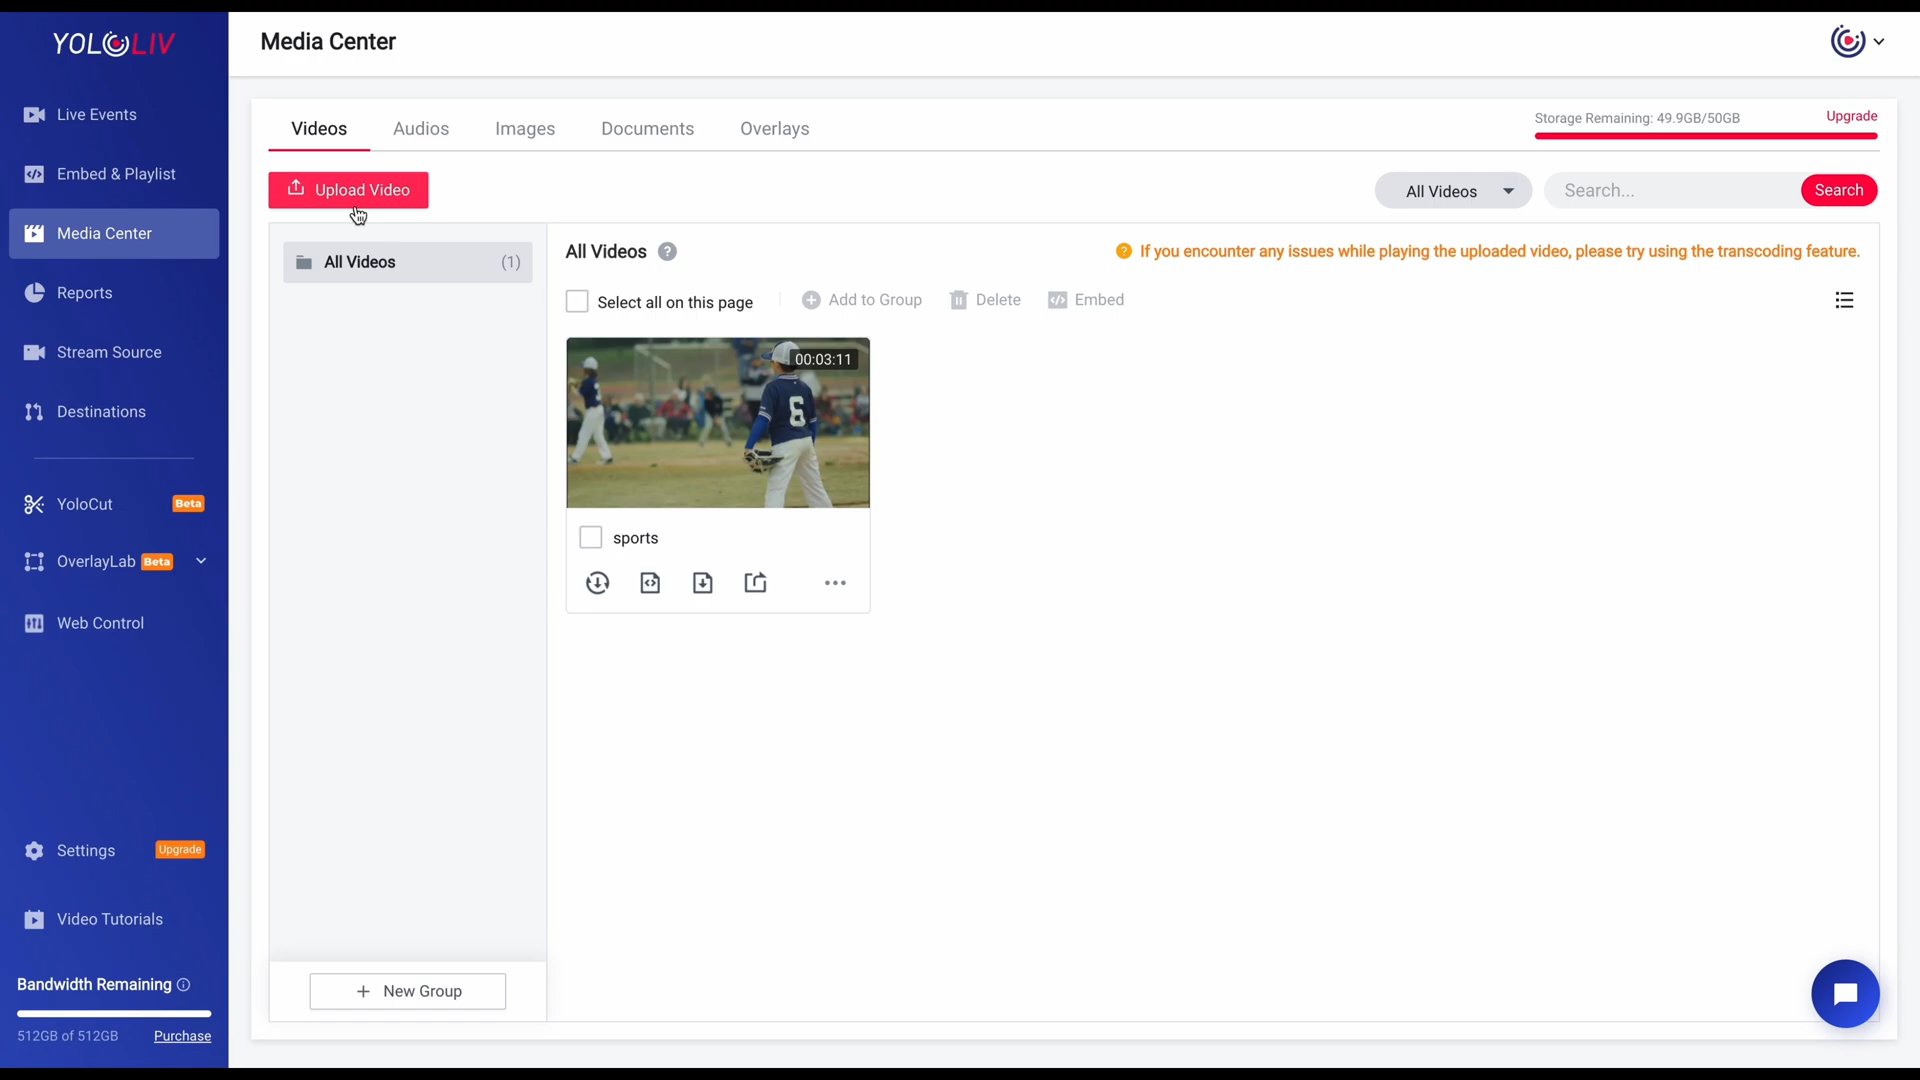 YOLOLIV
Media Center
Live Events
Embed & Playlist
Media Center
Reports
Stream Source
Destinations
YoloCut
Beta
OverlayLab Beta
Web Control
Settings
Upgrade
Video Tutorials
Bandwidth Remaining
512GB of 512GB
Purchase
Videos
Audios
Images
Documents
Overlays
Storage Remaining: 49.9GB/50GB
Upgrade
Upload Video
All Videos
Search...
Search
All Videos
(1)
New Group
All Videos
If you encounter any issues while playing the uploaded video, please try using the transcoding feature.
Select all on this page
Add to Group
Delete
Embed
00:03:11
6
sports